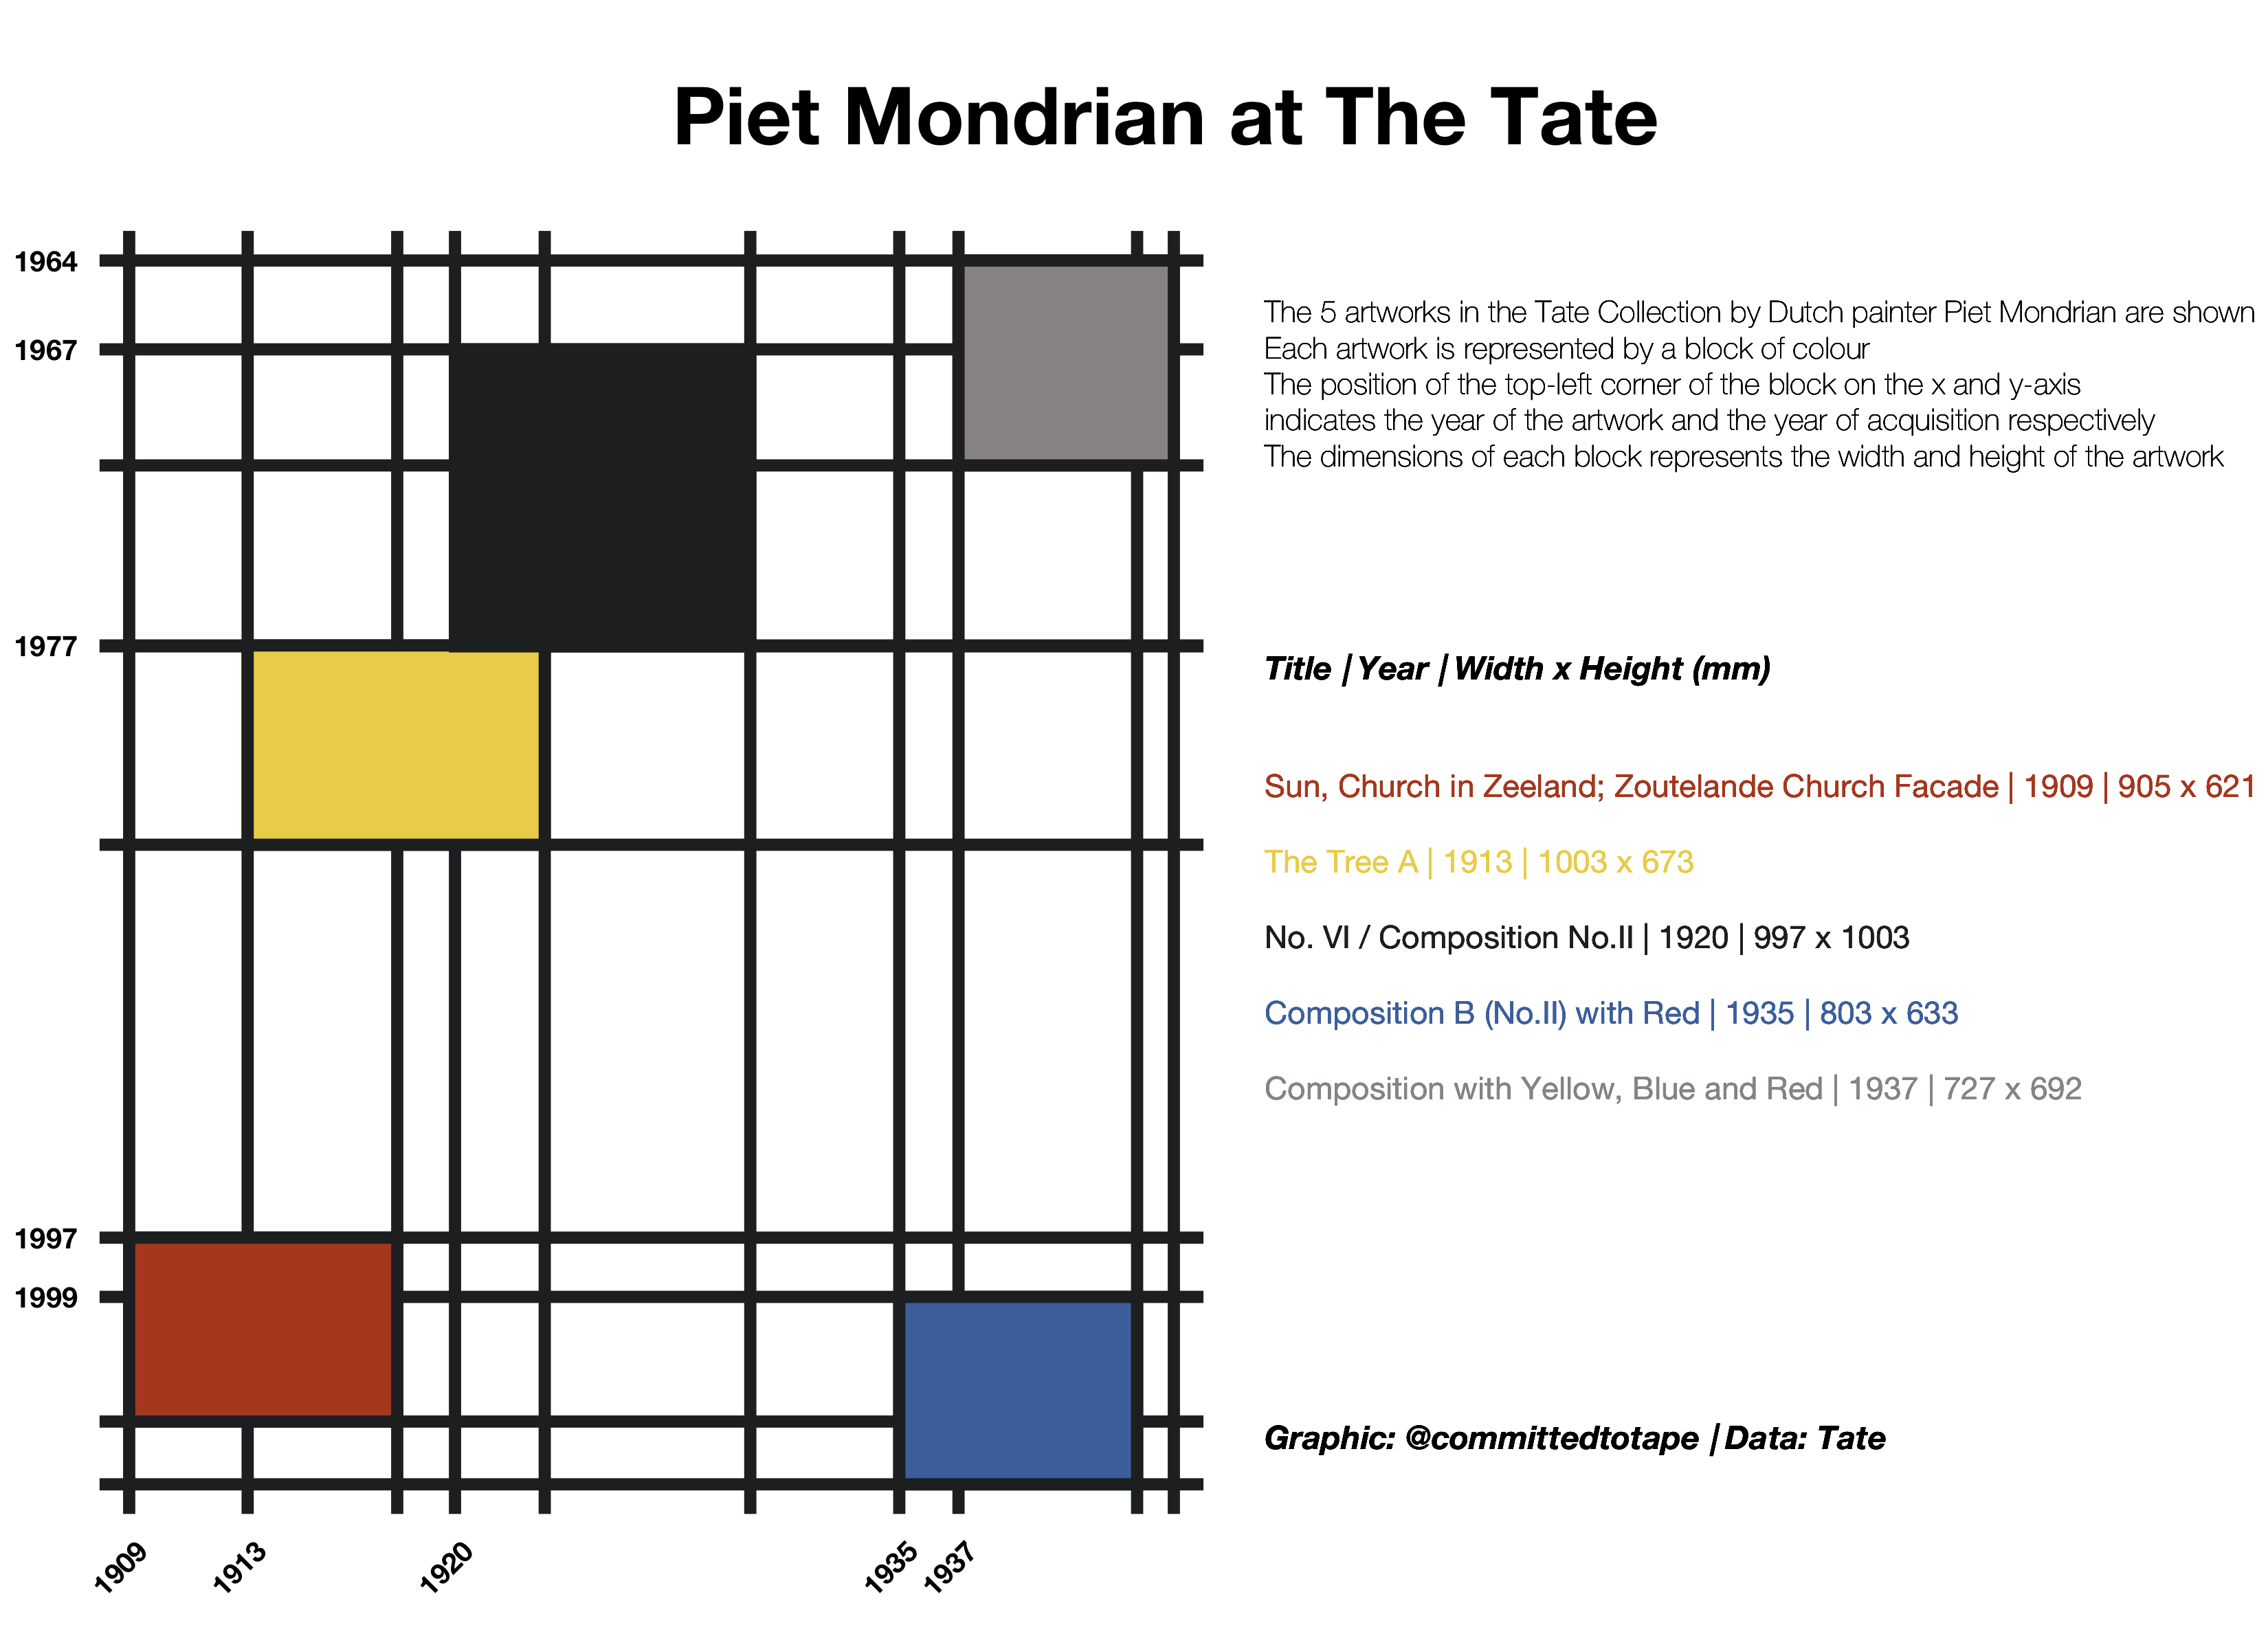 Piet Mondrian at The Tate
1964
1967
1977
1997
1999
1909
1913
1920
1935
1937
The 5 artworks in the Tate Collection by Dutch painter Piet Mondrian are shown
Each artwork is represented by a block of colour
The position of the top-left corner of the block on the x and y-axis
indicates the year of the artwork and the year of acquisition respectively
The dimensions of each block represents the width and height of the artwork
Title | Year | Width x Height (mm)
Sun, Church in Zeeland; Zoutelande Church Facade | 1909 | 905 x 621
The Tree A | 1913 | 1003 x 673
No. VI / Composition No.II | 1920 | 997 x 1003
Composition B (No.II) with Red | 1935 | 803 x 633
Composition with Yellow, Blue and Red | 1937 | 727 x 692
Graphic: @committedtotape | Data: Tate